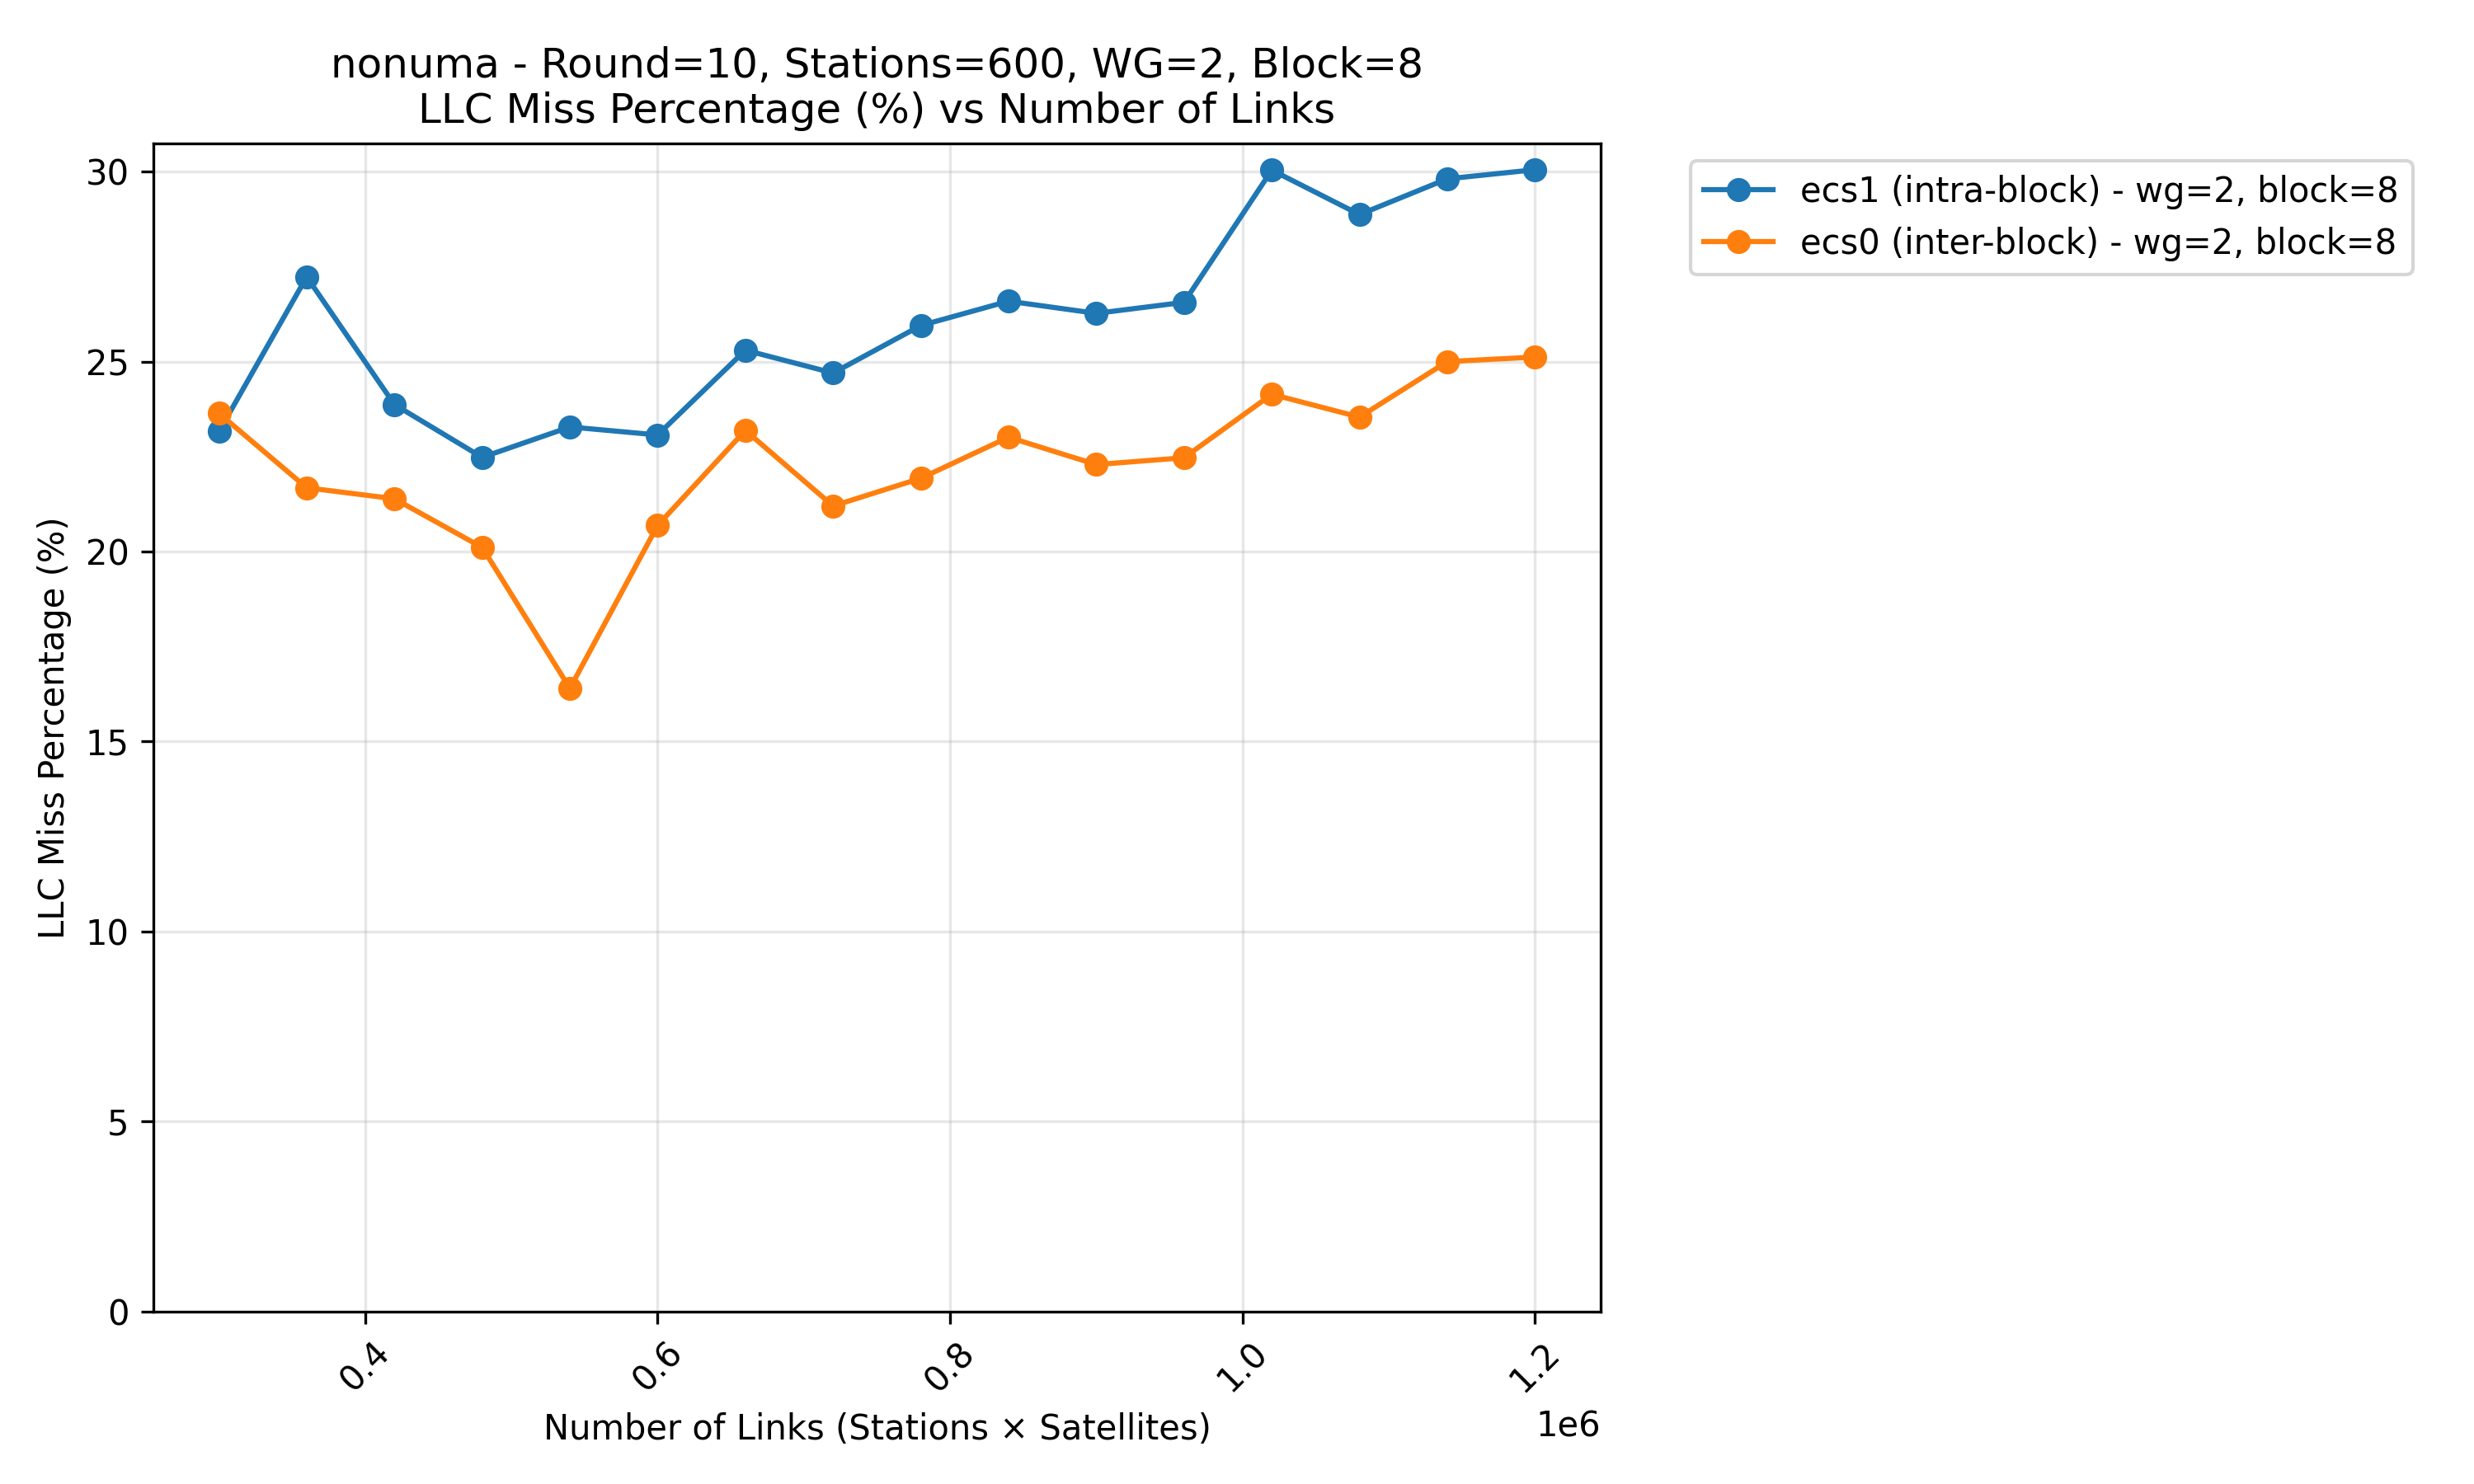 nonuma - Round=10, Stations=600, WG=2, Block=8
LLC Miss Percentage (%) vs Number of Links
ecs1 (intra-block) - wg=2, block=8
ecs0 (inter-block) - wg=2, block=8
LLC Miss Percentage (%)
30
25
20
15
10
5
0
0.4
0.6
0.8
1.0
1.2
1e6
Number of Links (Stations × Satellites)